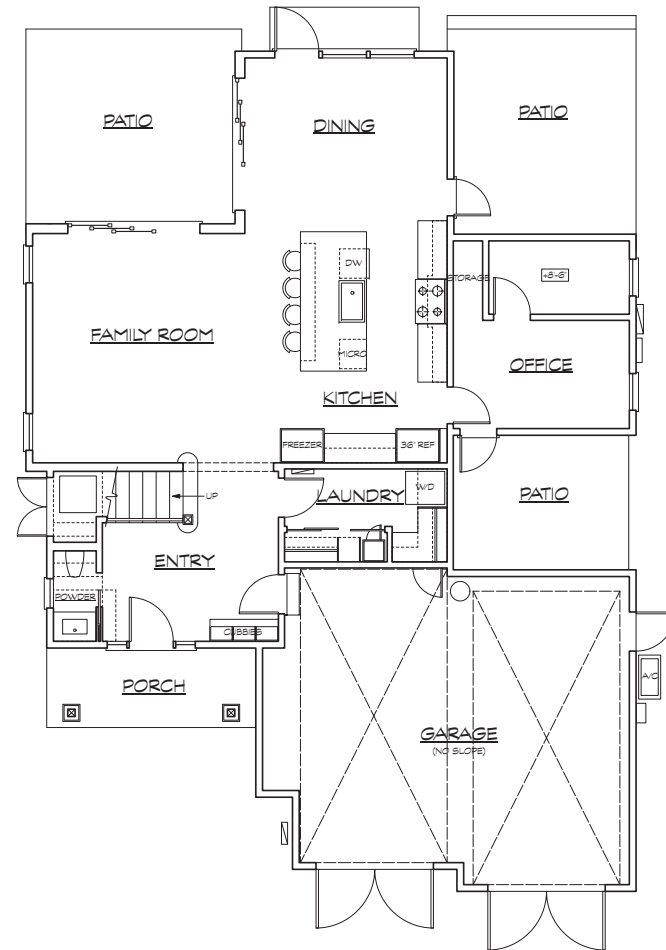 PATIO
DINING
PATIO
DW
STORAGE
+8'-6"
FAMILY ROOM
MICRO
OFFICE
KITCHEN
FREEZER
36" REF
UP
LAUNDRY
W/D
PATIO
ENTRY
POWDER
CUBBIES
PORCH
A/C
GARAGE
(NO SLOPE)